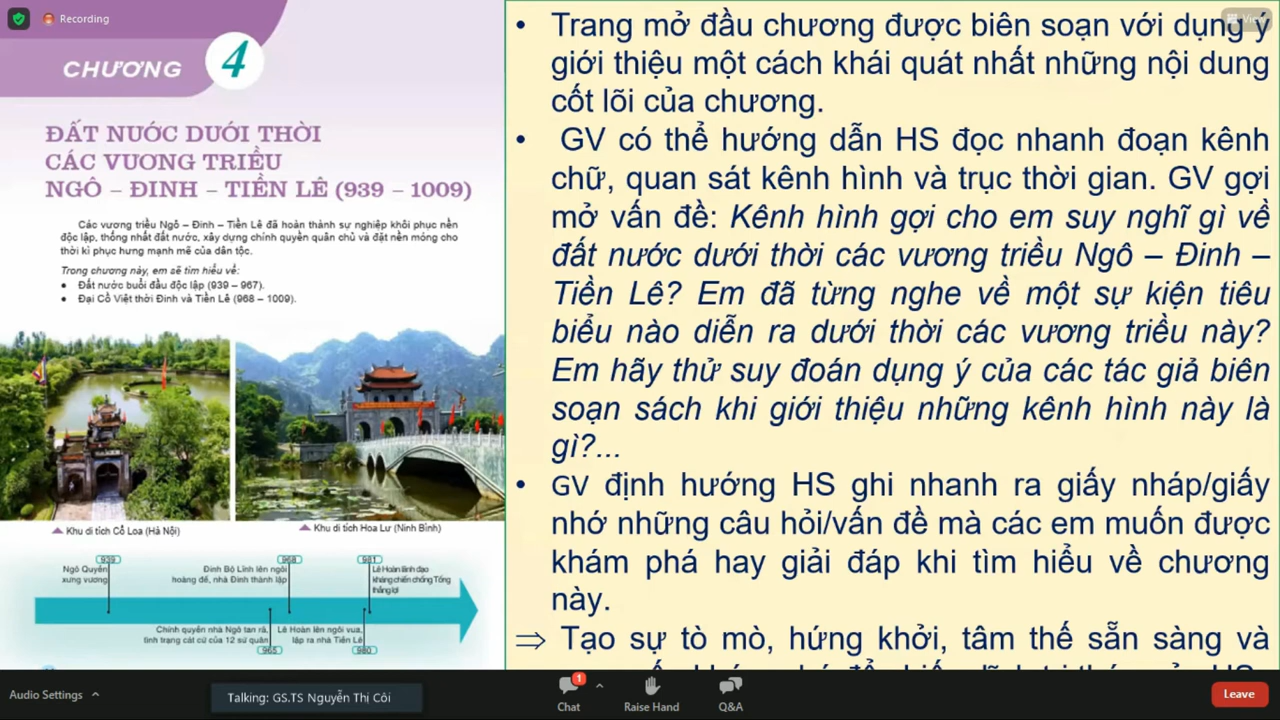 Recording
View
CHƯƠNG 4
ĐẤT NƯỚC DƯỚI THỜI
CÁC VƯƠNG TRIỀU
NGÔ – ĐINH – TIỀN LÊ (939 – 1009)
Các vương triều Ngô – Đinh – Tiền Lê đã hoàn thành sự nghiệp khôi phục nền
độc lập, thống nhất đất nước, xây dựng chính quyền quân chủ và đặt nền móng cho
thời kì phục hưng mạnh mẽ của dân tộc.
Trong chương này, em sẽ tìm hiểu về:
• Đất nước buổi đầu độc lập (939 – 967).
• Đại Cồ Việt thời Đinh và Tiền Lê (968 – 1009).
Khu di tích Cổ Loa (Hà Nội)
Khu di tích Hoa Lư (Ninh Bình)
939
Ngô Quyền
xưng vương
968
Đinh Bộ Lĩnh lên ngôi
hoàng đế, nhà Đinh thành lập
981
Lê Hoàn lãnh đạo
kháng chiến chống Tống
thắng lợi
Chính quyền nhà Ngô tan rã,
tình trạng cát cứ của 12 sứ quân
965
Lê Hoàn lên ngôi vua,
lập ra nhà Tiền Lê
980
• Trang mở đầu chương được biên soạn với dụng ý
giới thiệu một cách khái quát nhất những nội dung
cốt lõi của chương.
• GV có thể hướng dẫn HS đọc nhanh đoạn kênh
chữ, quan sát kênh hình và trục thời gian. GV gợi
mở vấn đề: Kênh hình gợi cho em suy nghĩ gì về
đất nước dưới thời các vương triều Ngô – Đinh –
Tiền Lê? Em đã từng nghe về một sự kiện tiêu
biểu nào diễn ra dưới thời các vương triều này?
Em hãy thử suy đoán dụng ý của các tác giả biên
soạn sách khi giới thiệu những kênh hình này là
gì?...
• GV định hướng HS ghi nhanh ra giấy nháp/giấy
nhớ những câu hỏi/vấn đề mà các em muốn được
khám phá hay giải đáp khi tìm hiểu về chương
này.
⇒ Tạo sự tò mò, hứng khởi, tâm thế sẵn sàng và
Audio Settings
Talking: GS.TS Nguyễn Thị Côi
1
Chat
Raise Hand
Q&A
Leave